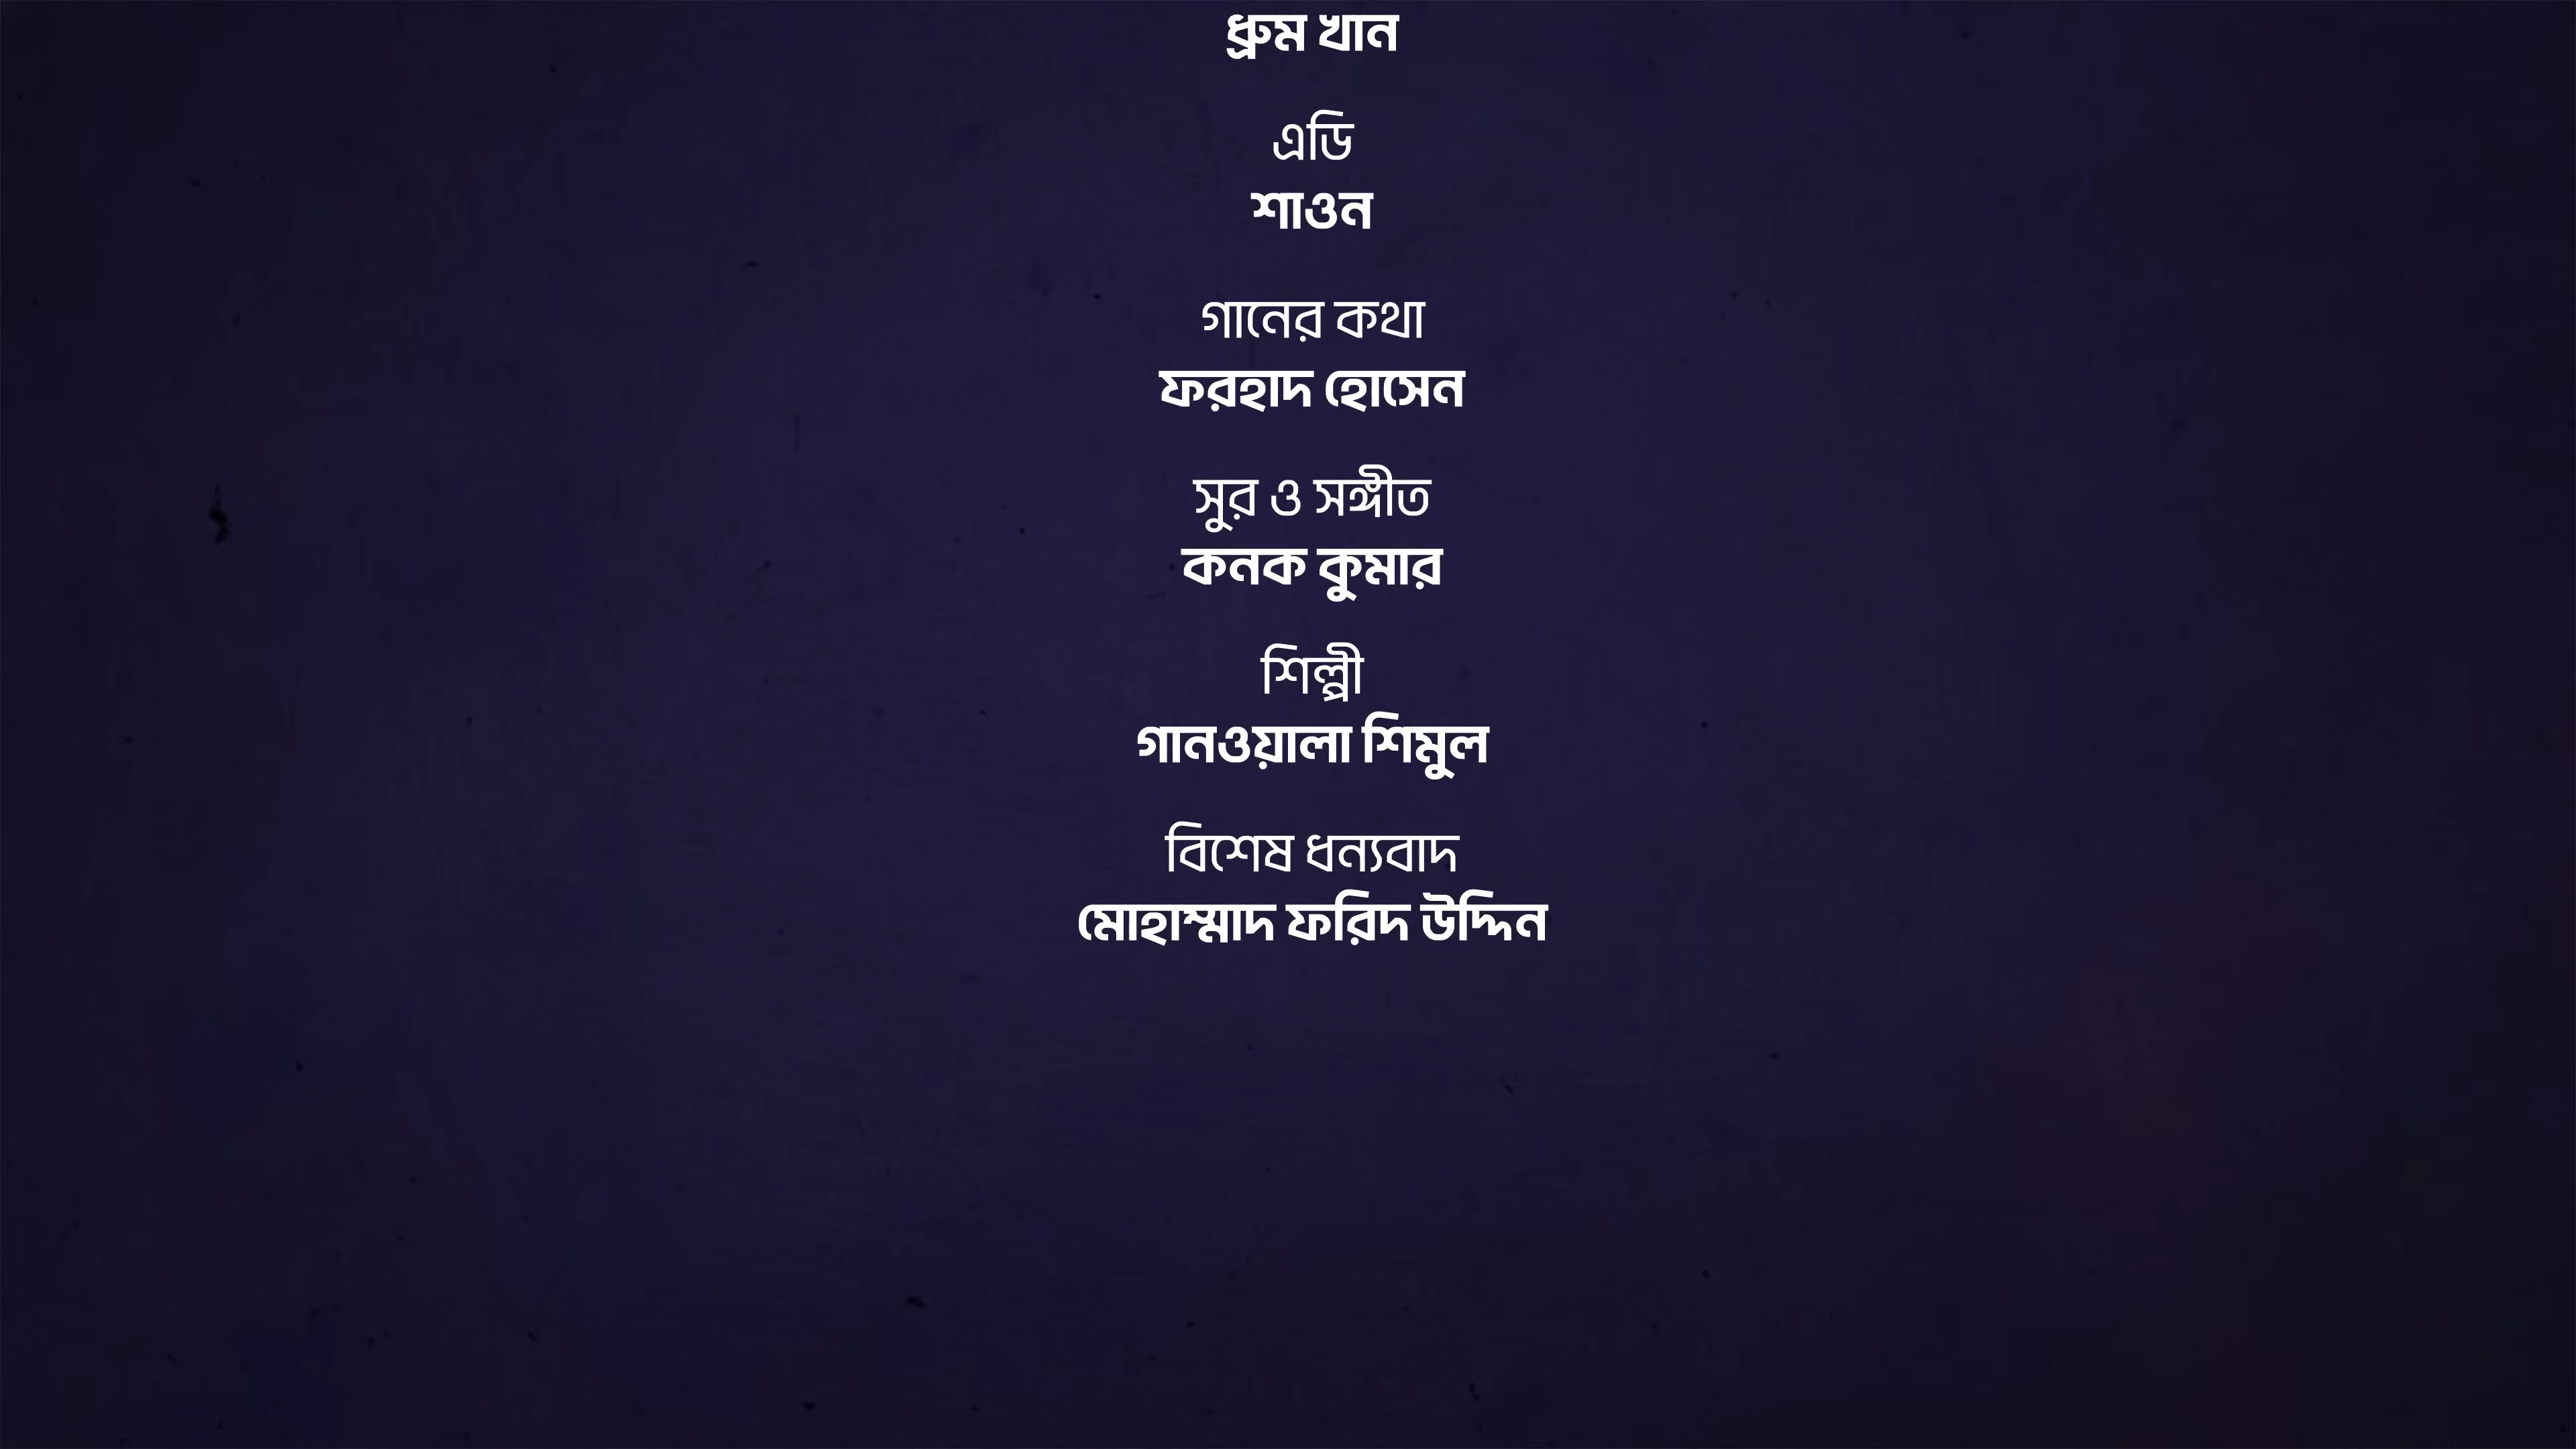 ধ্রুম খান
এডি
শাওন
গানের কথা
ফরহাদ হোসেন
সুর ও সঙ্গীত
কনক কুমার
শিল্পী
গানওয়ালা শিমুল
বিশেষ ধন্যবাদ
মোহাম্মাদ ফরিদ উদ্দিন